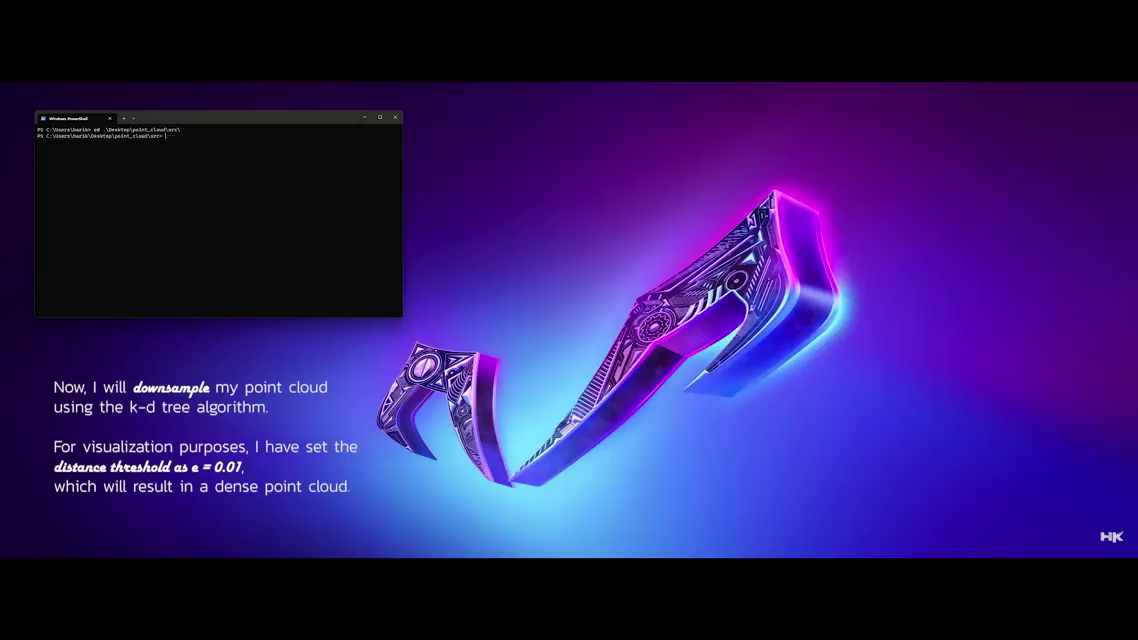 Windows PowerShell
PS C:\Users\harik> cd .\Desktop\point_cloud\src\
PS C:\Users\harik\Desktop\point_cloud\src>
Now, I will downsample my point cloud
using the k-d tree algorithm.
For visualization purposes, I have set the
distance threshold as e = 0.01,
which will result in a dense point cloud.
HK